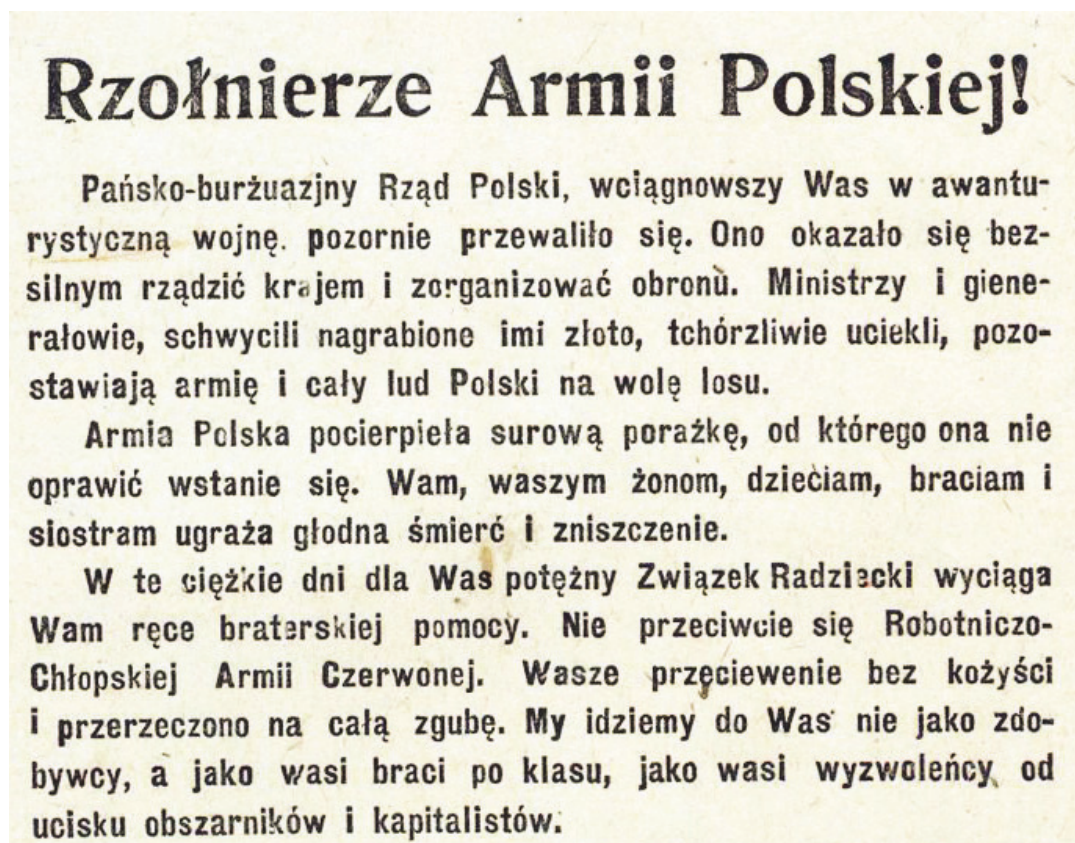 Rzołnierze Armii Polskiej!
Pańsko-burżuazjny Rząd Polski, wciągnowszy Was w awantu-
rystyczną wojnę. pozornie przewaliło się. Ono okazało się bez-
silnym rządzić krajem i zorganizować obronù. Ministrzy i giene-
rałowie, schwycili nagrabione imi złoto, tchórzliwie uciekli, pozo-
stawiają armię i cały lud Polski na wolę losu.
Armia Polska pocierpieła surową porażkę, od którego ona nie
oprawić wstanie się. Wam, waszym żonom, dziećiam, braciam i
siostram ugraża głodna śmierć i zniszczenie.
W te ciężkie dni dla Was potężny Związek Radziecki wyciąga
Wam ręce braterskiej pomocy. Nie przeciwcie się Robotniczo-
Chłopskiej Armii Czerwonej. Wasze przęciewenie bez kożyści
i przerzeczono na całą zgubę. My idziemy do Was nie jako zdo-
bywcy, a jako wasi braci po klasu, jako wasi wyzwoleńcy od
ucisku obszarników i kapitalistów.